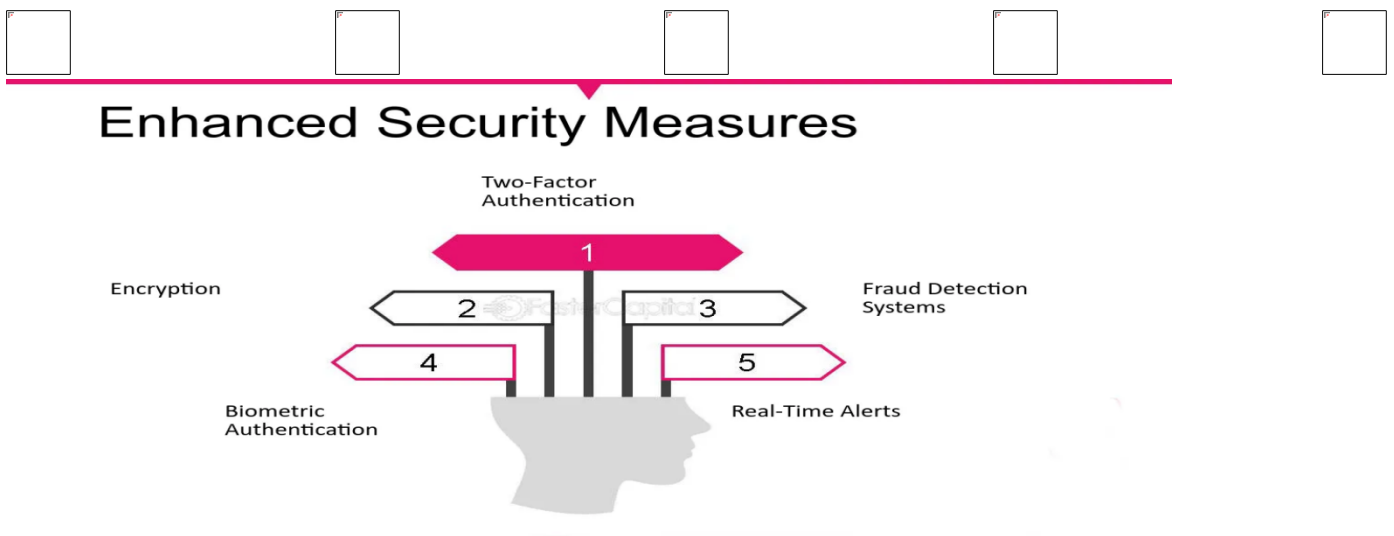 Enhanced Security Measures
Two-Factor
Authentication
1
Encryption
Fraud Detection
Systems
2
FasterCapital
3
4
5
Biometric
Authentication
Real-Time Alerts